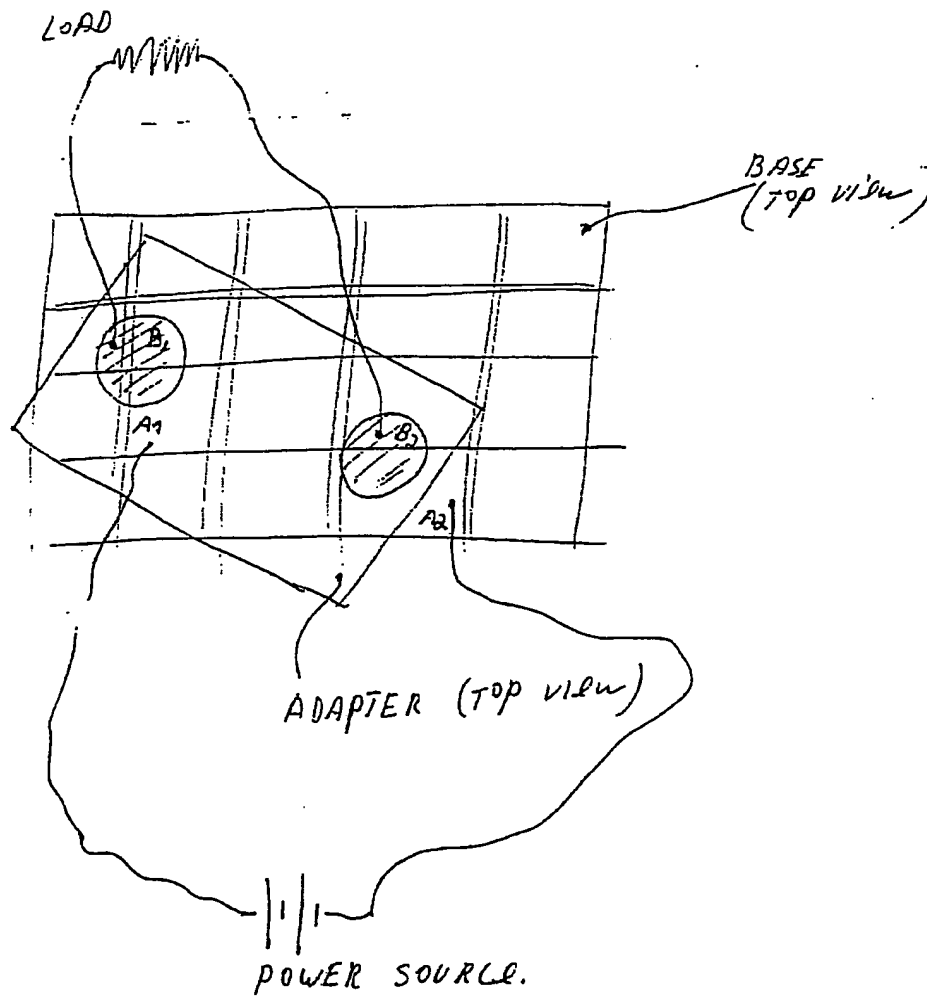 LOAD
BASE
(TOP view)
B1
A1
B2
A2
ADAPTER (TOP view)
POWER SOURCE.